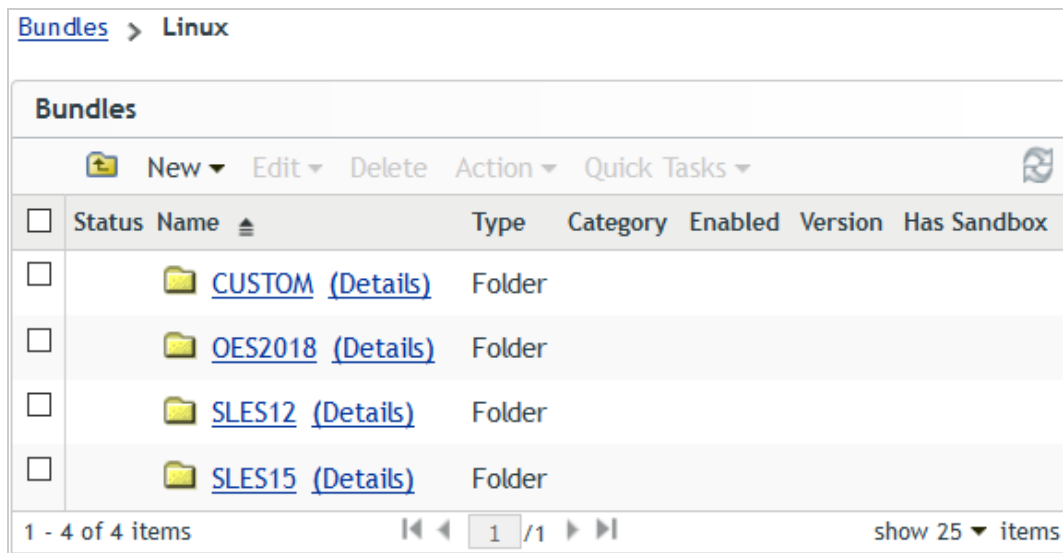 Bundles > Linux
Bundles
New Edit Delete Action Quick Tasks
Status Name Type Category Enabled Version Has Sandbox
CUSTOM (Details) Folder
OES2018 (Details) Folder
SLES12 (Details) Folder
SLES15 (Details) Folder
1 - 4 of 4 items 1 /1 show 25 items